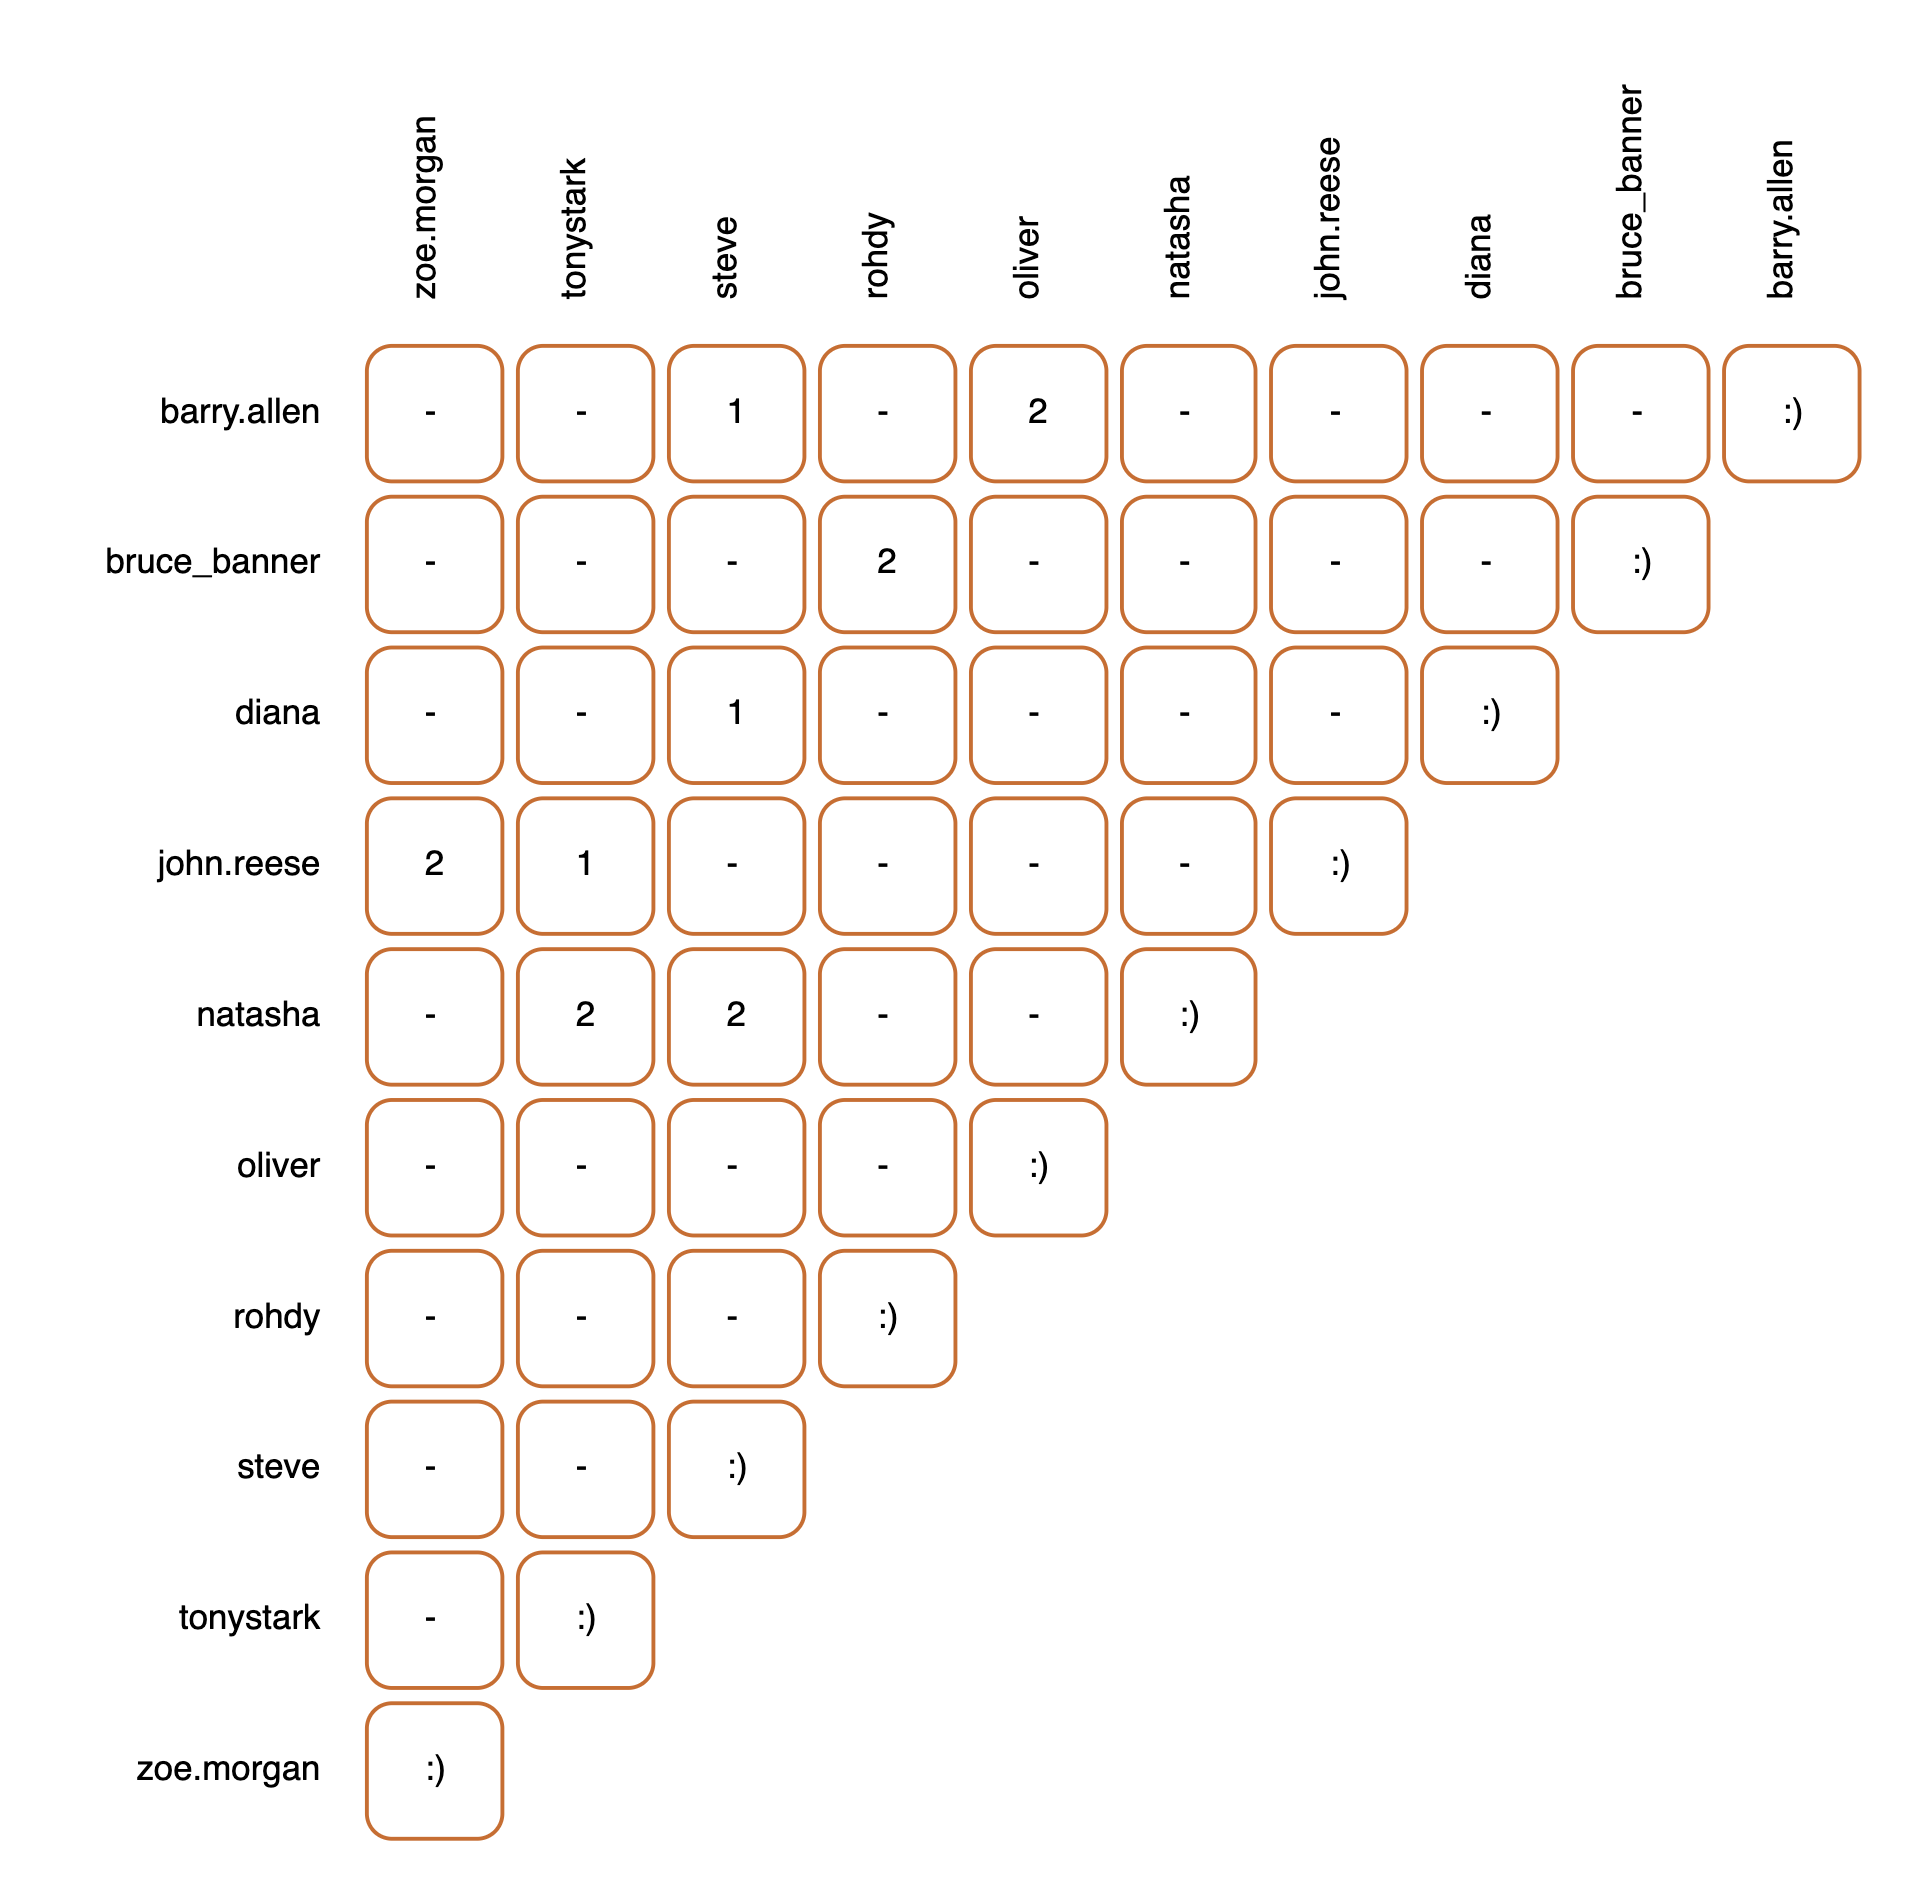 zoe.morgan tonystark steve rohdy oliver natasha john.reese diana bruce_banner barry.allen
barry.allen - - 1 - 2 - - - - :)
bruce_banner - - - 2 - - - - :)
diana - - 1 - - - - :)
john.reese 2 1 - - - - :)
natasha - 2 2 - - :)
oliver - - - - :)
rohdy - - - :)
steve - - :)
tonystark - :)
zoe.morgan :)